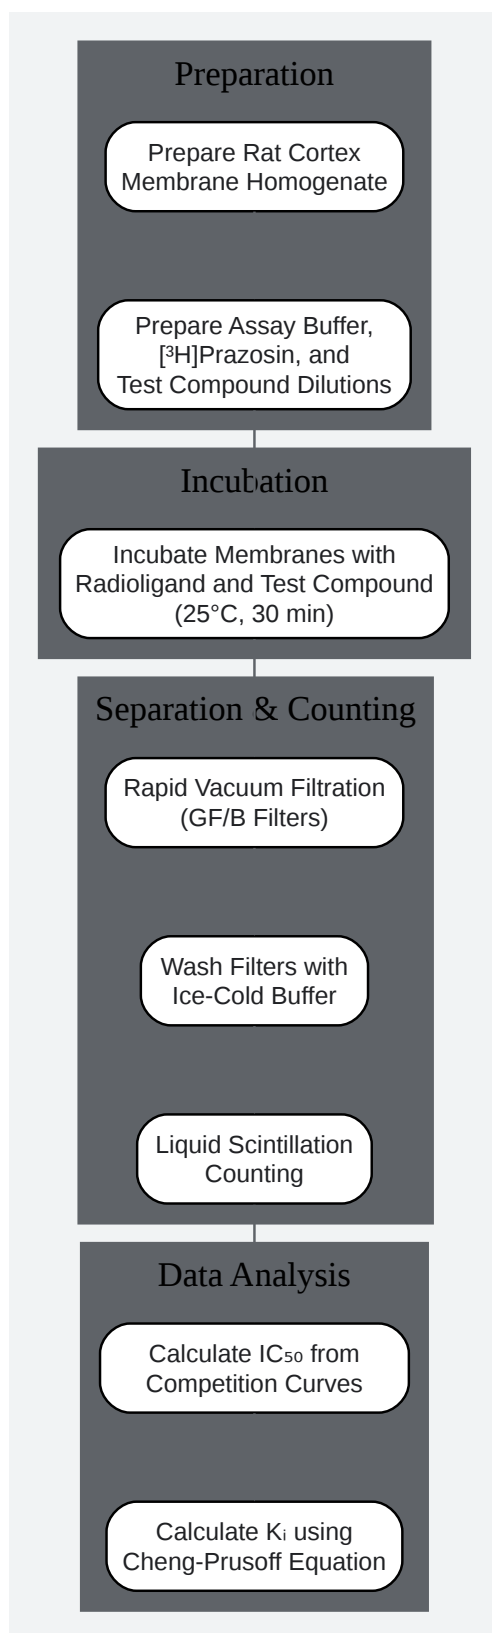 Preparation
Prepare Rat Cortex
Membrane Homogenate
Prepare Assay Buffer,
[³H]Prazosin, and
Test Compound Dilutions
Incubation
Incubate Membranes with
Radioligand and Test Compound
(25°C, 30 min)
Separation & Counting
Rapid Vacuum Filtration
(GF/B Filters)
Wash Filters with
Ice-Cold Buffer
Liquid Scintillation
Counting
Data Analysis
Calculate IC₅₀ from
Competition Curves
Calculate Kᵢ using
Cheng-Prusoff Equation